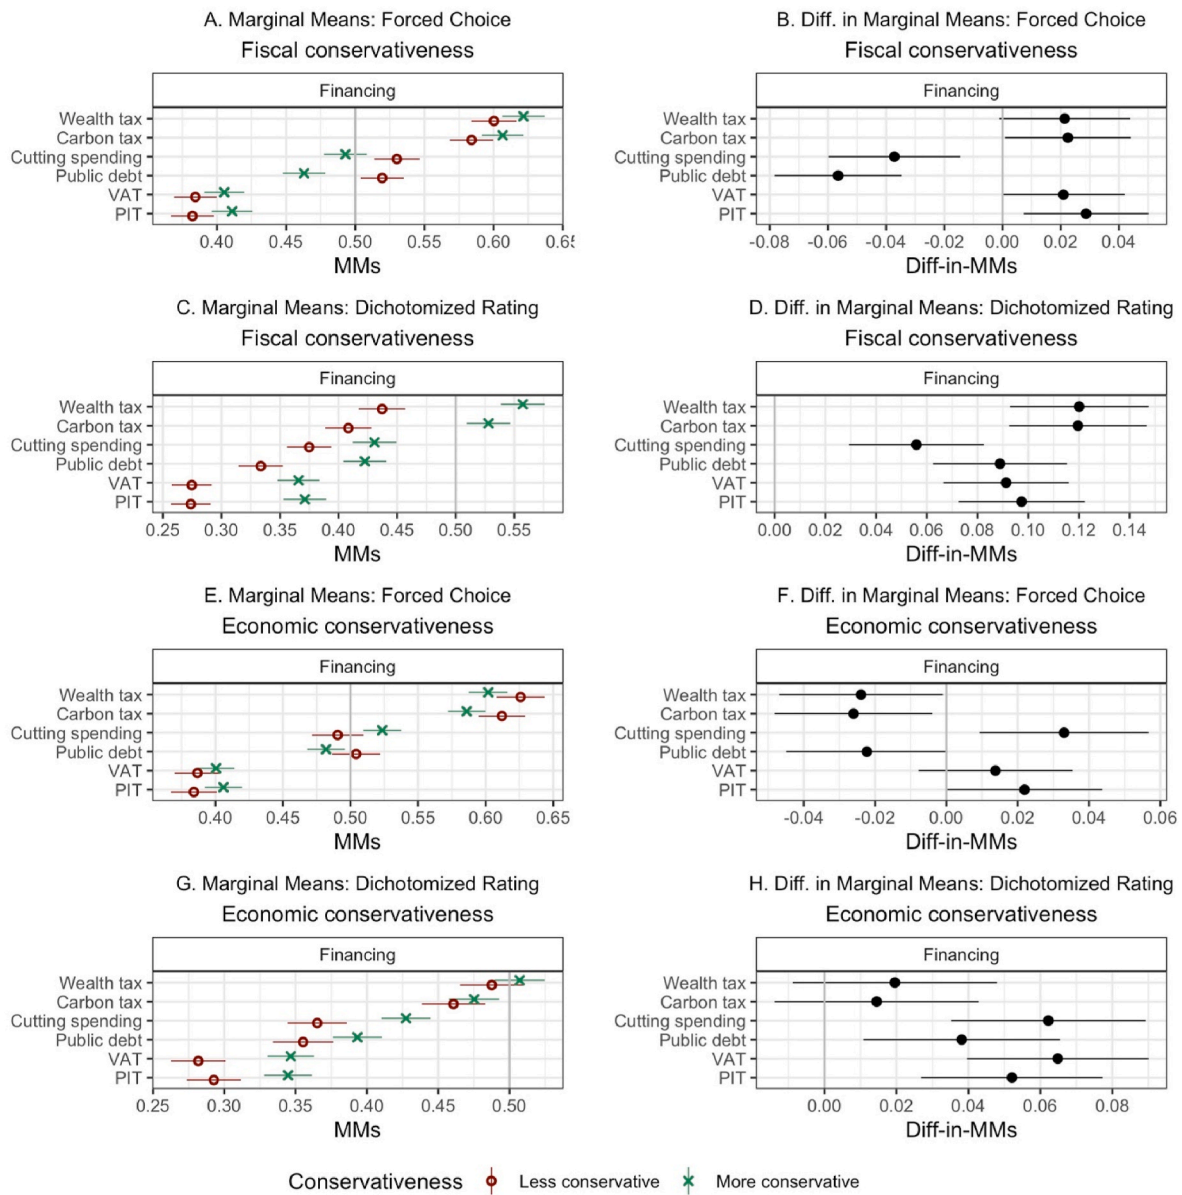 A. Marginal Means: Forced Choice
Fiscal conservativeness
Financing
Wealth tax
Carbon tax
Cutting spending
Public debt
VAT
PIT
0.40 0.45 0.50 0.55 0.60
MMs
B. Diff. in Marginal Means: Forced Choice
Fiscal conservativeness
Financing
Wealth tax
Carbon tax
Cutting spending
Public debt
VAT
PIT
-0.08 -0.06 -0.04 -0.02 0.00 0.02 0.04
Diff-in-MMs
C. Marginal Means: Dichotomized Rating
Fiscal conservativeness
Financing
Wealth tax
Carbon tax
Cutting spending
Public debt
VAT
PIT
0.25 0.30 0.35 0.40 0.45 0.50 0.55
MMs
D. Diff. in Marginal Means: Dichotomized Rating
Fiscal conservativeness
Financing
Wealth tax
Carbon tax
Cutting spending
Public debt
VAT
PIT
0.00 0.02 0.04 0.06 0.08 0.10 0.12 0.14
Diff-in-MMs
E. Marginal Means: Forced Choice
Economic conservativeness
Financing
Wealth tax
Carbon tax
Cutting spending
Public debt
VAT
PIT
0.40 0.45 0.50 0.55 0.60 0.65
MMs
F. Diff. in Marginal Means: Forced Choice
Economic conservativeness
Financing
Wealth tax
Carbon tax
Cutting spending
Public debt
VAT
PIT
-0.04 -0.02 0.00 0.02 0.04 0.06
Diff-in-MMs
G. Marginal Means: Dichotomized Rating
Economic conservativeness
Financing
Wealth tax
Carbon tax
Cutting spending
Public debt
VAT
PIT
0.25 0.30 0.35 0.40 0.45 0.50
MMs
H. Diff. in Marginal Means: Dichotomized Rating
Economic conservativeness
Financing
Wealth tax
Carbon tax
Cutting spending
Public debt
VAT
PIT
0.00 0.02 0.04 0.06 0.08
Diff-in-MMs
Conservativeness Less conservative More conservative